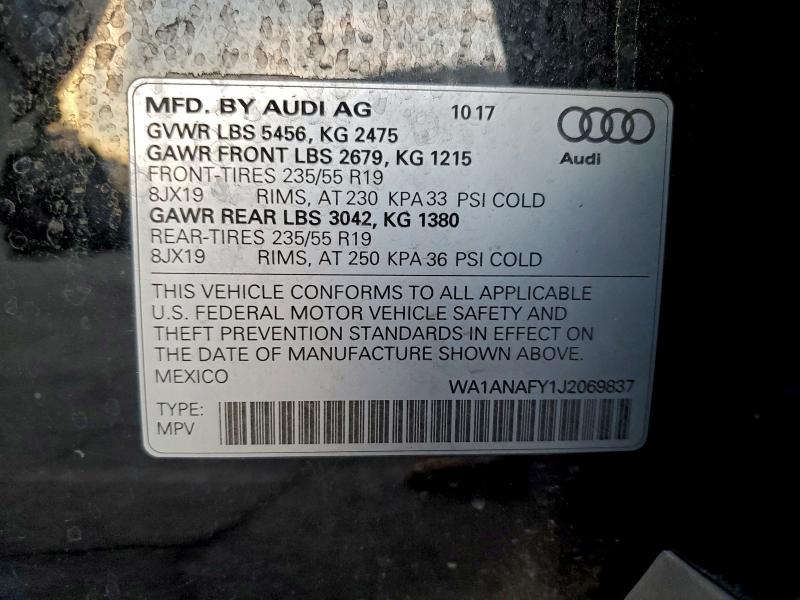 MFD. BY AUDI AG 10 17
GVWR LBS 5456, KG 2475
GAWR FRONT LBS 2679, KG 1215
FRONT-TIRES 235/55 R19
8JX19 RIMS, AT 230 KPA 33 PSI COLD
GAWR REAR LBS 3042, KG 1380
REAR-TIRES 235/55 R19
8JX19 RIMS, AT 250 KPA 36 PSI COLD
Audi
THIS VEHICLE CONFORMS TO ALL APPLICABLE
U.S. FEDERAL MOTOR VEHICLE SAFETY AND
THEFT PREVENTION STANDARDS IN EFFECT ON
THE DATE OF MANUFACTURE SHOWN ABOVE.
MEXICO WA1ANAFY1J2069837
TYPE:
MPV